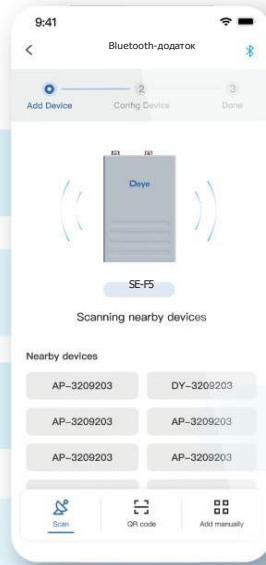 9:41
Bluetooth-додаток
2
3
Add Device
Config Device
Done
Deye
SE-F5
Scanning nearby devices
Nearby devices
AP-3209203
DY-3209203
AP-3209203
AP-3209203
AP-3209203
AP-3209203
Scan
QR code
Add manually